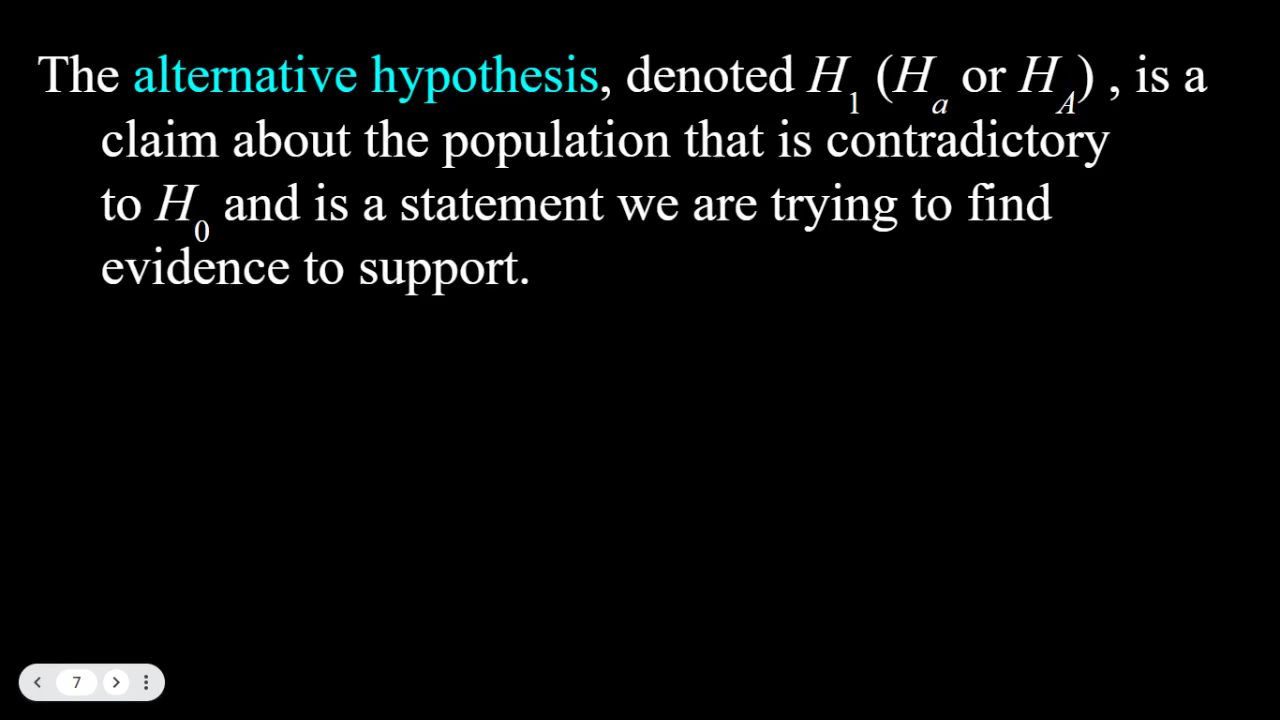 The alternative hypothesis, denoted H₁ (Hₐ or H_A) , is a
claim about the population that is contradictory
to H₀ and is a statement we are trying to find
evidence to support.
7